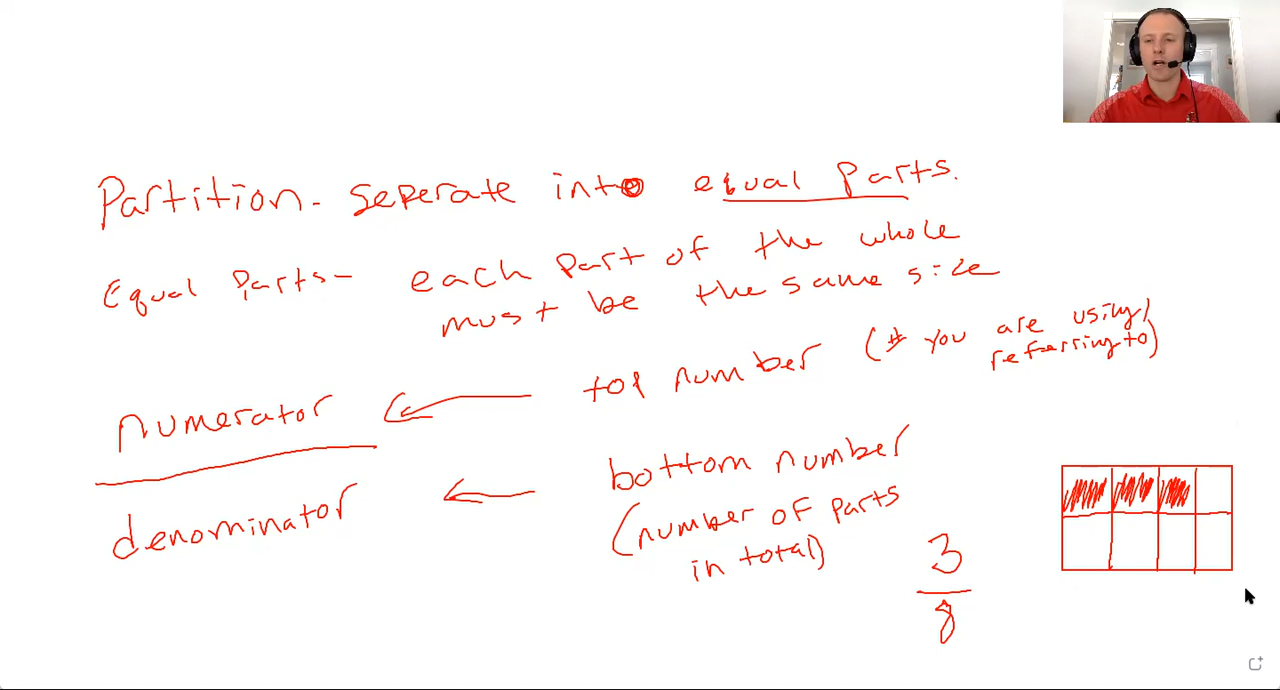 Partition - seperate into equal parts.
Equal Parts - each part of the whole
must be the same size
numerator ← top number (# you are using/
referring to)
denominator ← bottom number
(number of parts
in total)
3
8